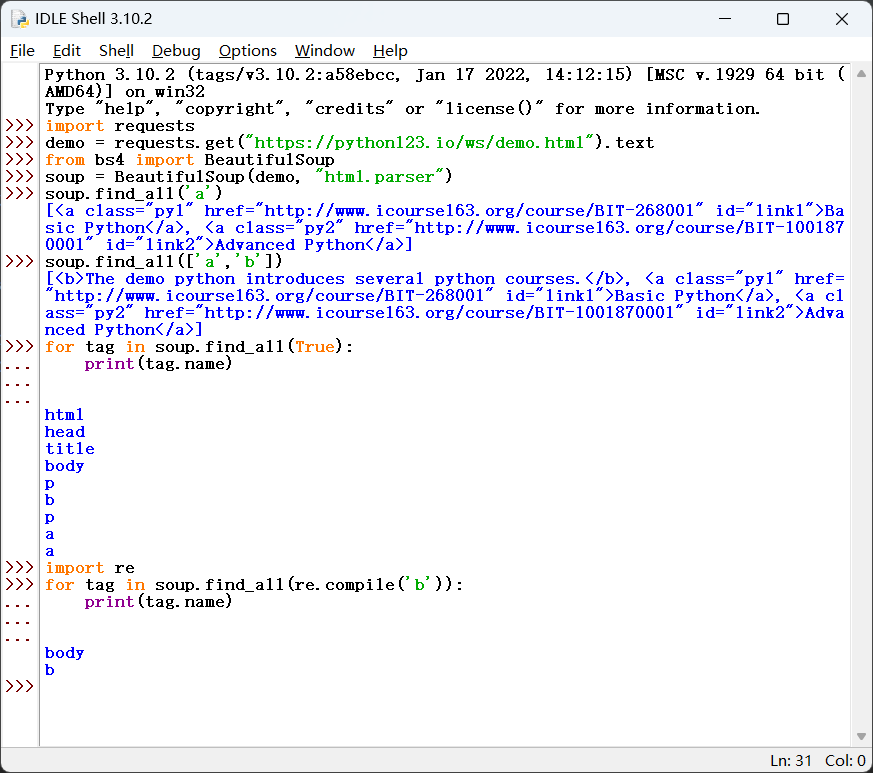 IDLE Shell 3.10.2
File Edit Shell Debug Options Window Help
Python 3.10.2 (tags/v3.10.2:a58ebcc, Jan 17 2022, 14:12:15) [MSC v.1929 64 bit (
AMD64)] on win32
Type "help", "copyright", "credits" or "license()" for more information.
>>> import requests
>>> demo = requests.get("https://python123.io/ws/demo.html").text
>>> from bs4 import BeautifulSoup
>>> soup = BeautifulSoup(demo, "html.parser")
>>> soup.find_all('a')
[<a class="py1" href="http://www.icourse163.org/course/BIT-268001" id="link1">Ba
sic Python</a>, <a class="py2" href="http://www.icourse163.org/course/BIT-100187
0001" id="link2">Advanced Python</a>]
>>> soup.find_all(['a','b'])
[<b>The demo python introduces several python courses.</b>, <a class="py1" href=
"http://www.icourse163.org/course/BIT-268001" id="link1">Basic Python</a>, <a cl
ass="py2" href="http://www.icourse163.org/course/BIT-1001870001" id="link2">Adva
nced Python</a>]
>>> for tag in soup.find_all(True):
...     print(tag.name)
...
...
html
head
title
body
p
b
p
a
a
>>> import re
>>> for tag in soup.find_all(re.compile('b')):
...     print(tag.name)
...
...
body
b
>>>
Ln: 31 Col: 0